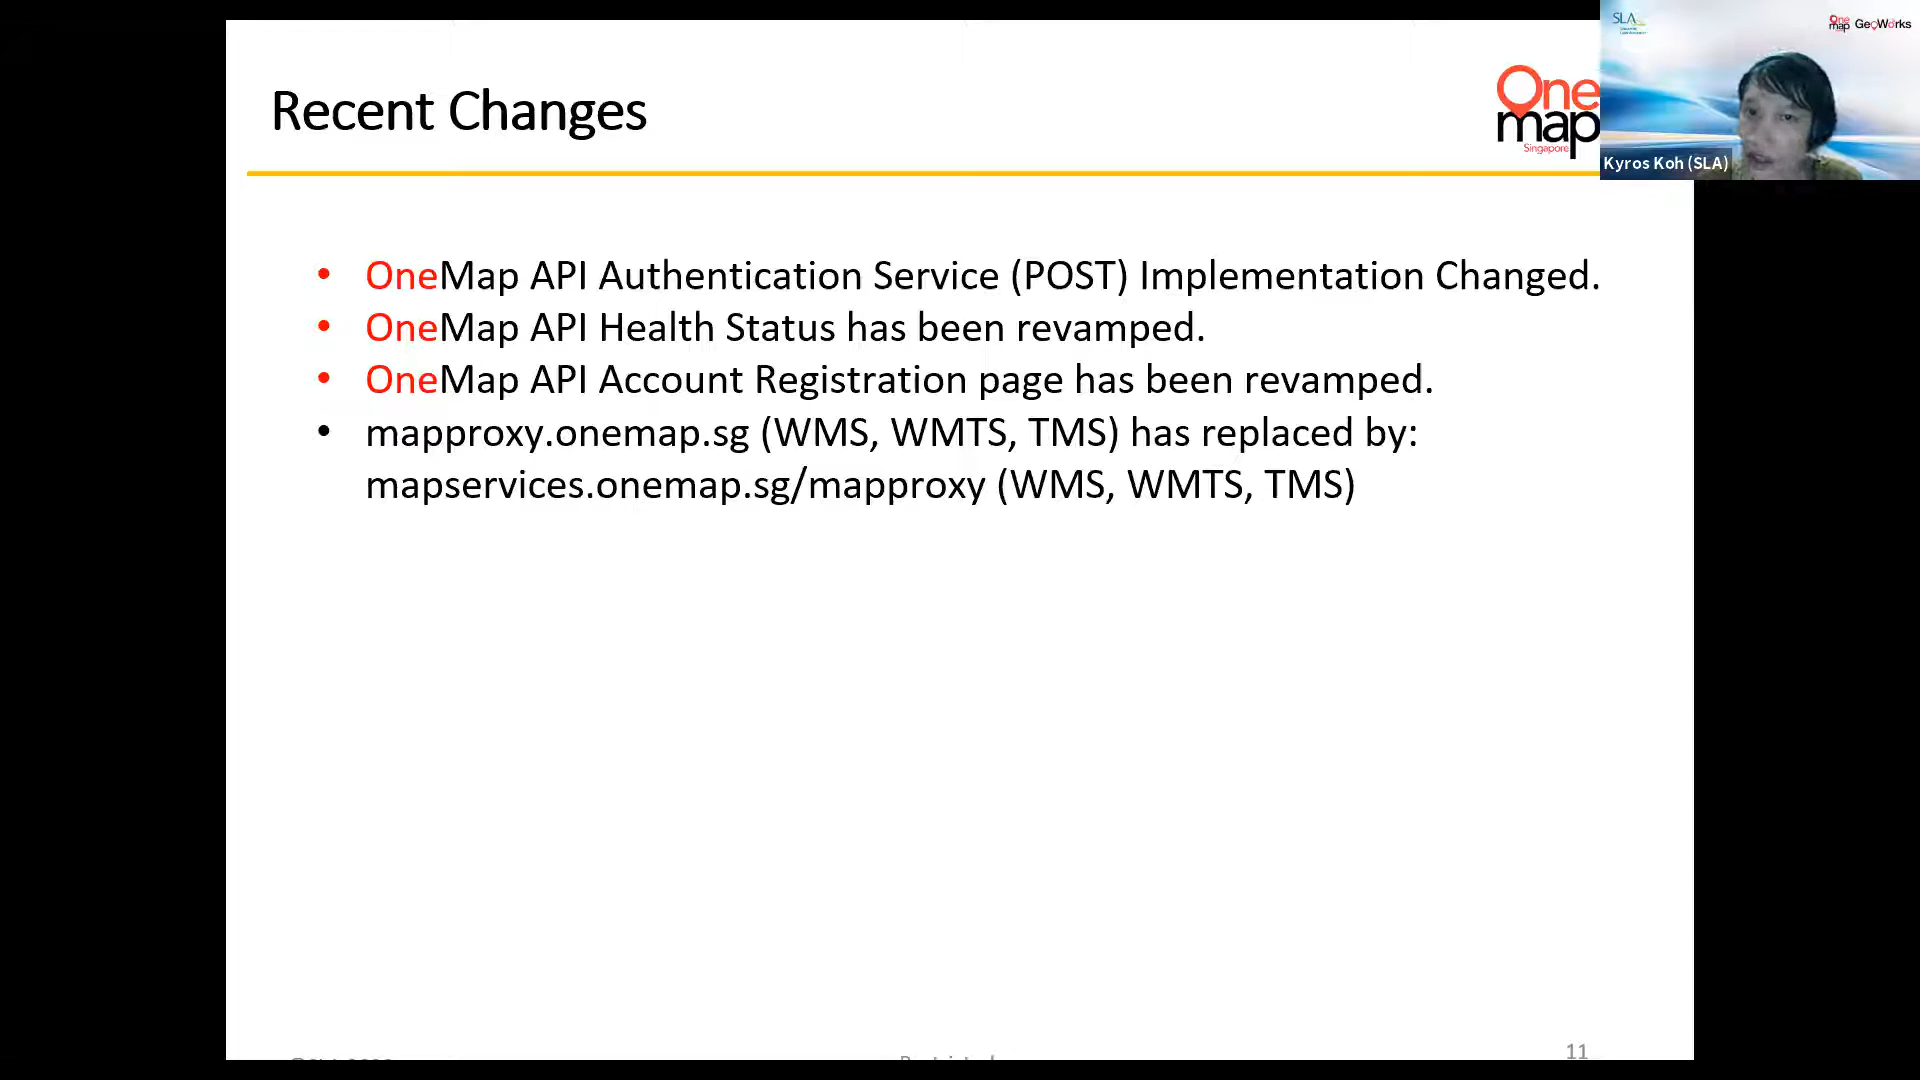 SLA
One
map GeoWorks
Recent Changes
One
map
Singapore
Kyros Koh (SLA)
• OneMap API Authentication Service (POST) Implementation Changed.
• OneMap API Health Status has been revamped.
• OneMap API Account Registration page has been revamped.
• mapproxy.onemap.sg (WMS, WMTS, TMS) has replaced by:
mapservices.onemap.sg/mapproxy (WMS, WMTS, TMS)
11